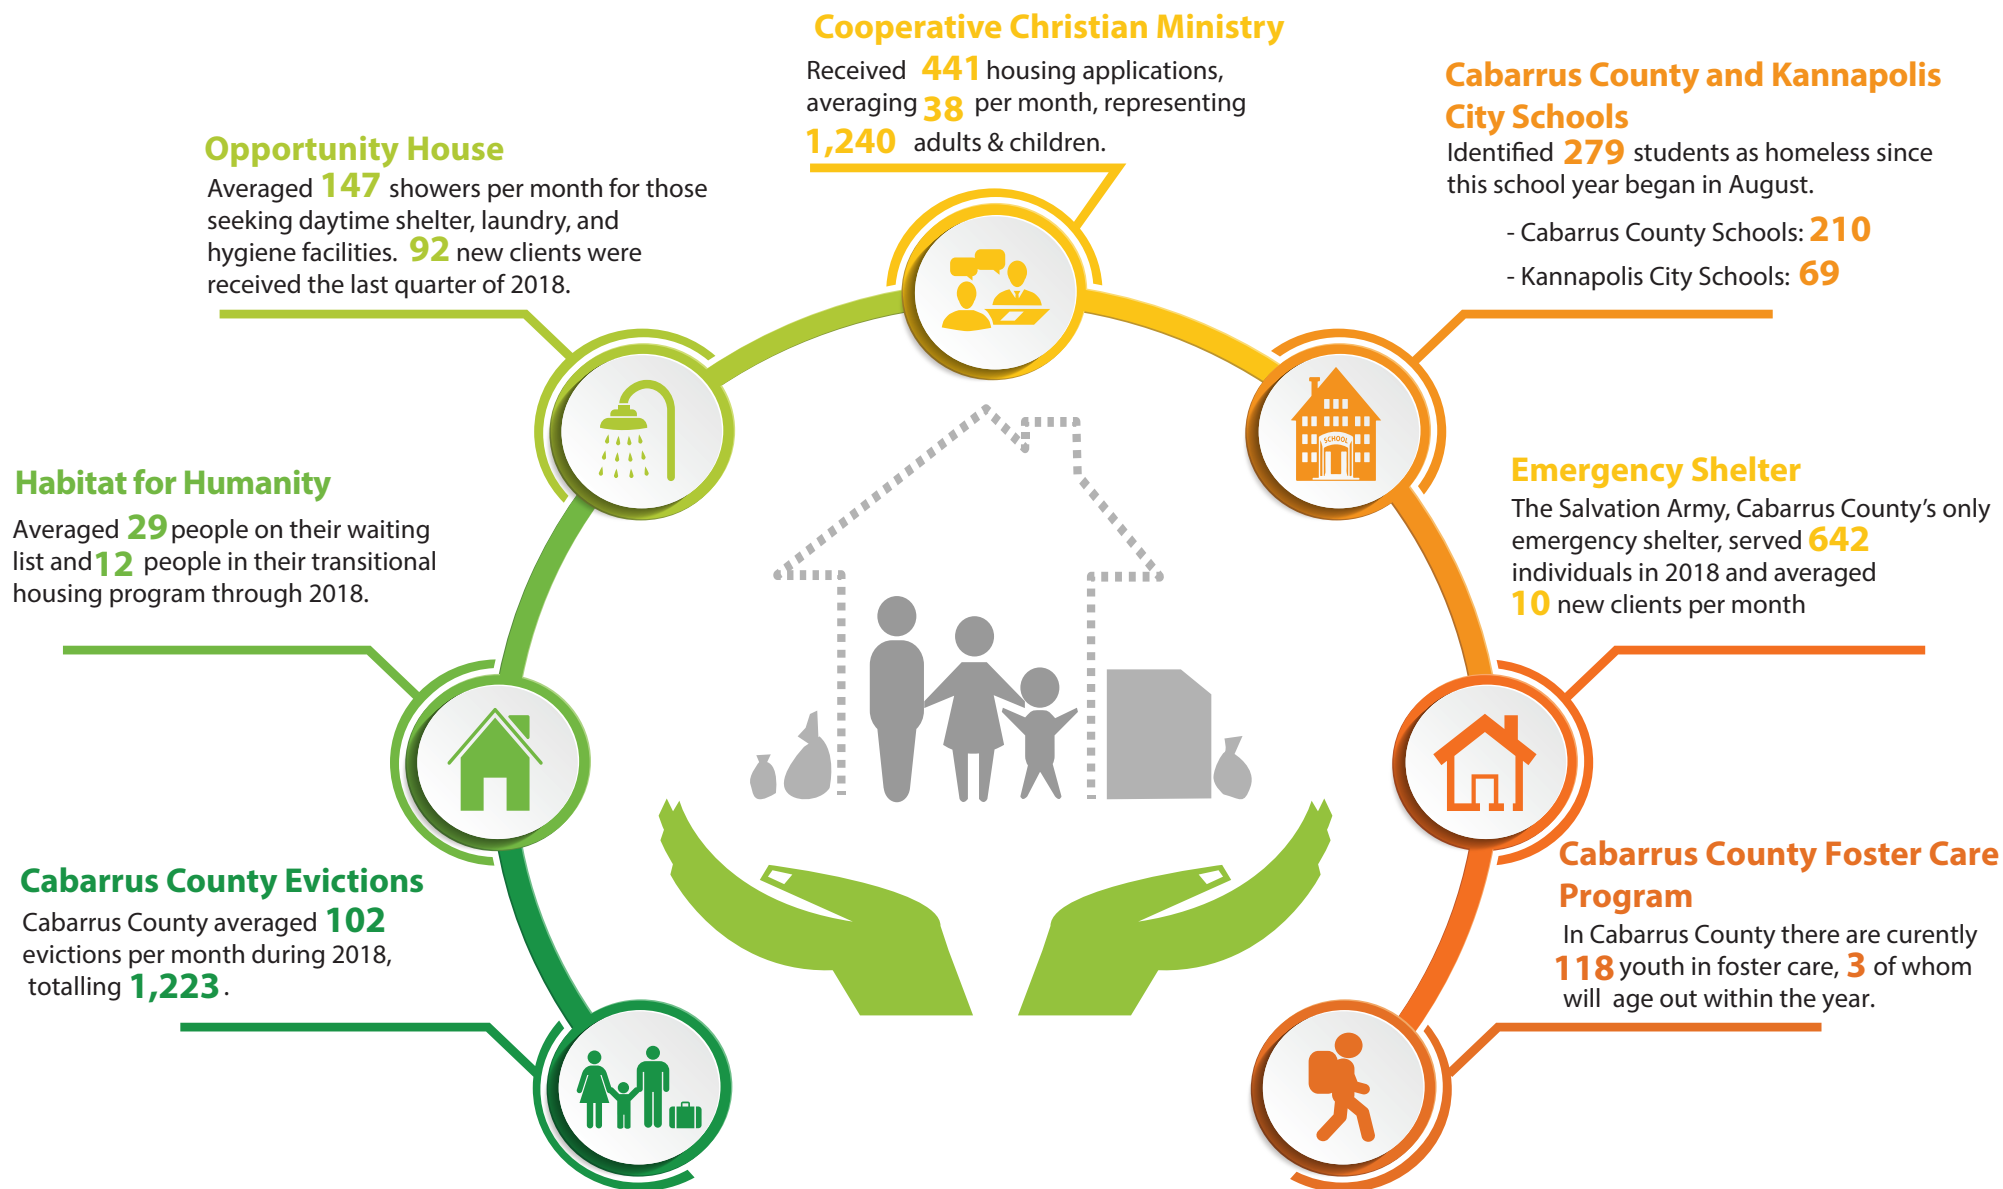 Cooperative Christian Ministry
Received 441 housing applications,
averaging 38 per month, representing
1,240 adults & children.
Cabarrus County and Kannapolis
City Schools
Identified 279 students as homeless since
this school year began in August.
- Cabarrus County Schools: 210
- Kannapolis City Schools: 69
Opportunity House
Averaged 147 showers per month for those
seeking daytime shelter, laundry, and
hygiene facilities. 92 new clients were
received the last quarter of 2018.
SCHOOL
Habitat for Humanity
Averaged 29 people on their waiting
list and 12 people in their transitional
housing program through 2018.
Emergency Shelter
The Salvation Army, Cabarrus County's only
emergency shelter, served 642
individuals in 2018 and averaged
10 new clients per month
Cabarrus County Evictions
Cabarrus County averaged 102
evictions per month during 2018,
totalling 1,223.
Cabarrus County Foster Care
Program
In Cabarrus County there are curently
118 youth in foster care, 3 of whom
will age out within the year.